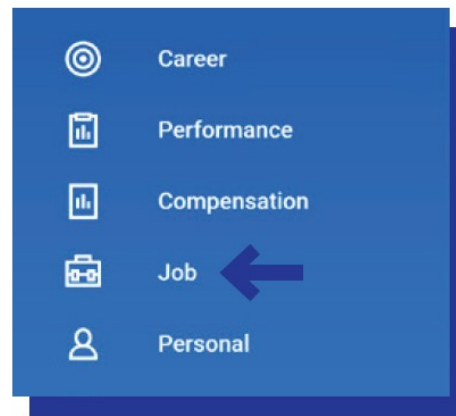 Career
Performance
Compensation
Job
Personal